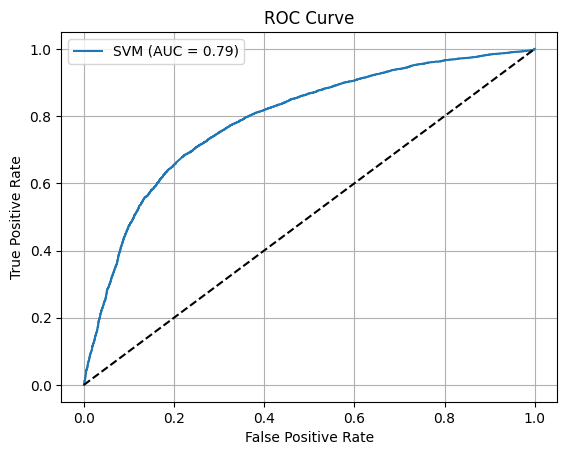 ROC Curve
SVM (AUC = 0.79)
True Positive Rate
1.0
0.8
0.6
0.4
0.2
0.0
0.0 0.2 0.4 0.6 0.8 1.0
False Positive Rate